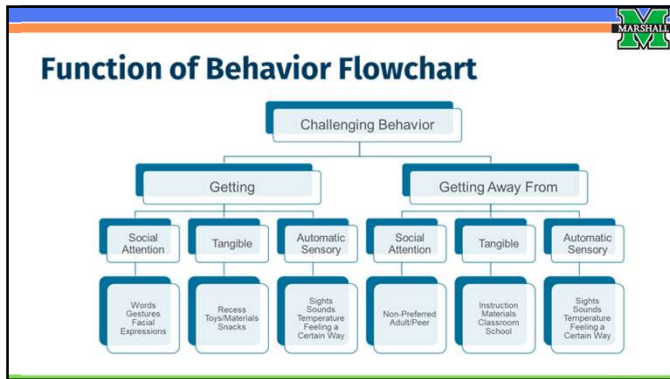 MARSHALL
Function of Behavior Flowchart
Challenging Behavior
Getting
Getting Away From
Social
Attention
Tangible
Automatic
Sensory
Social
Attention
Tangible
Automatic
Sensory
Words
Gestures
Facial
Expressions
Recess
Toys/Materials
Snacks
Sights
Sounds
Temperature
Feeling a
Certain Way
Non-Preferred
Adult/Peer
Instruction
Materials
Classroom
School
Sights
Sounds
Temperature
Feeling a
Certain Way